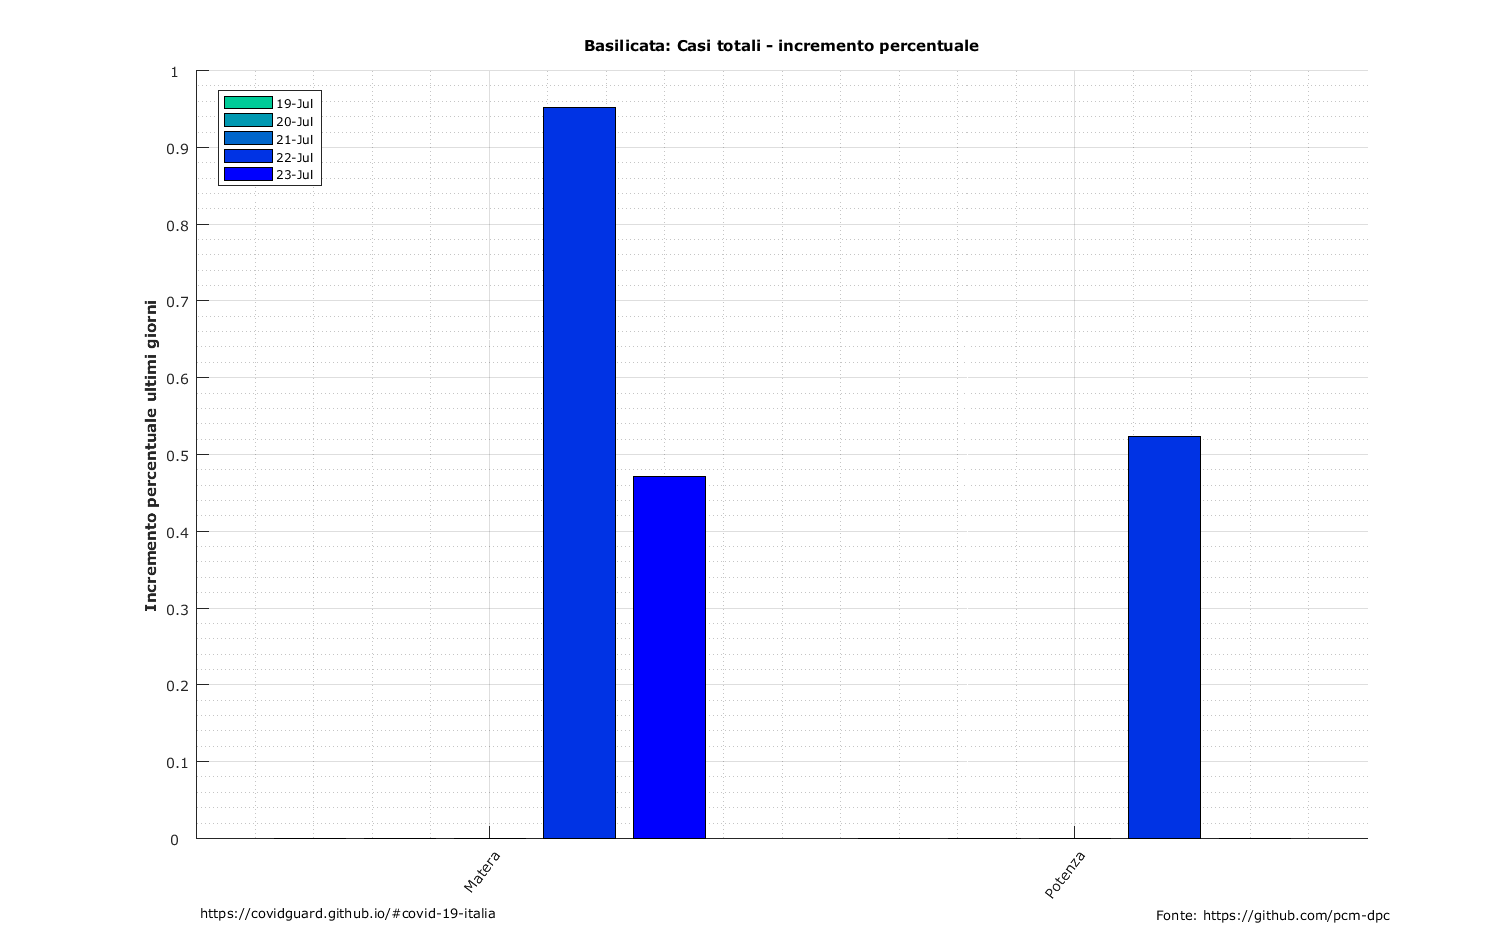 Basilicata: Casi totali - incremento percentuale
1
0.9
0.8
0.7
0.6
0.5
0.4
0.3
0.2
0.1
0
19-Jul
20-Jul
21-Jul
22-Jul
23-Jul
Incremento percentuale ultimi giorni
Matera
Potenza
https://covidguard.github.io/#covid-19-italia
Fonte: https://github.com/pcm-dpc